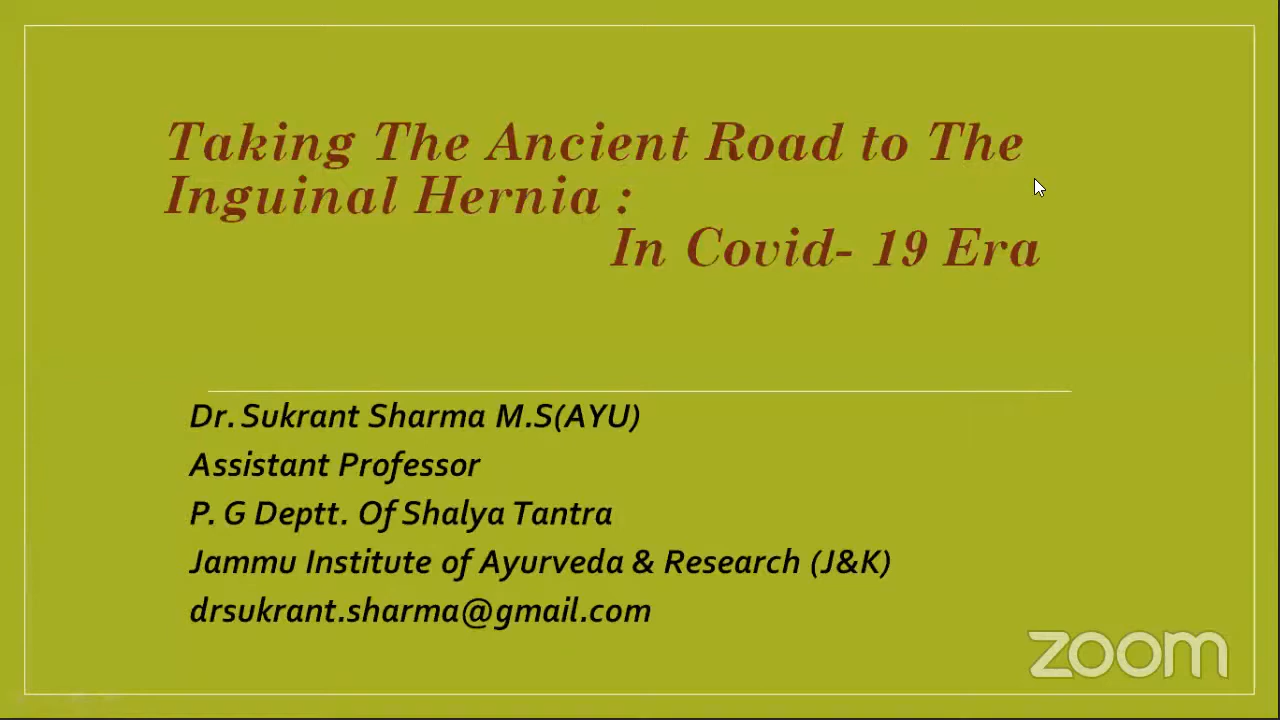 Taking The Ancient Road to The
Inguinal Hernia :
In Covid- 19 Era
Dr. Sukrant Sharma M.S(AYU)
Assistant Professor
P. G Deptt. Of Shalya Tantra
Jammu Institute of Ayurveda & Research (J&K)
drsukrant.sharma@gmail.com
zoom